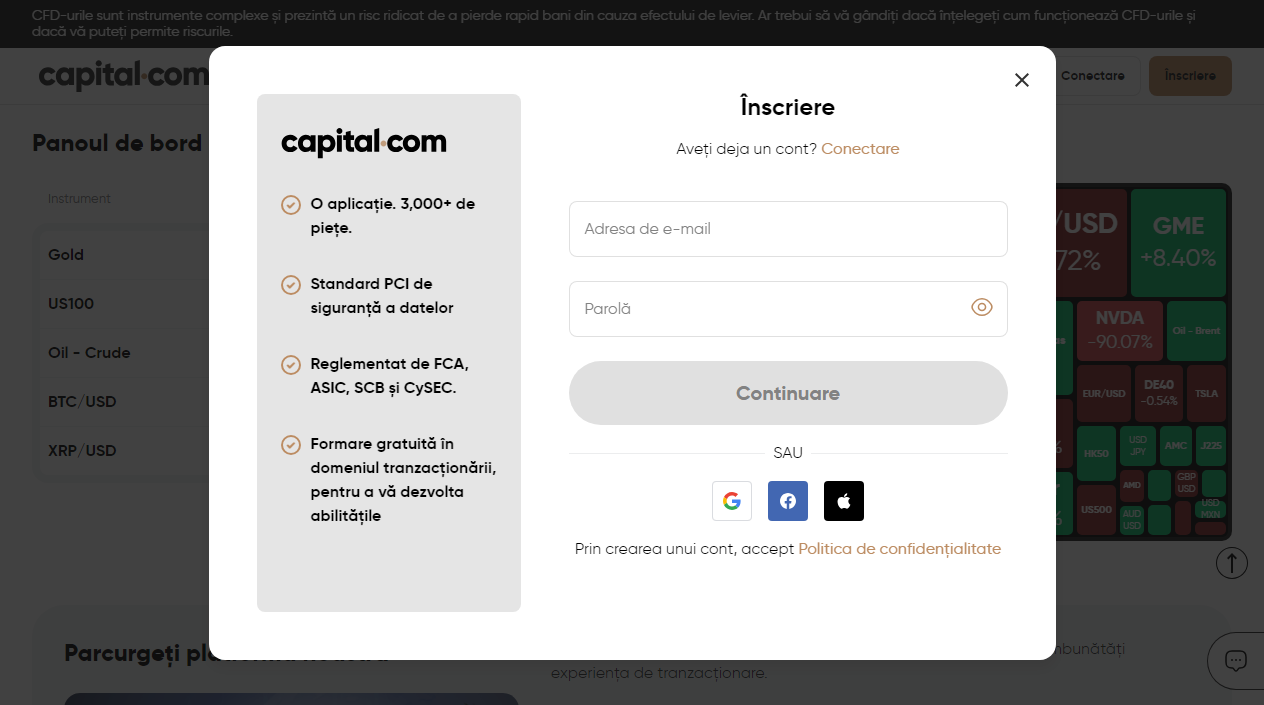 CFD-urile sunt instrumente complexe și prezintă un risc ridicat de a pierde rapid bani din cauza efectului de levier. Ar trebui să vă gândiți dacă înțelegeți cum funcționează CFD-urile și
dacă vă puteți permite riscurile.
capital.com
Conectare
Înscriere
Panoul de bord
Instrument
Gold
US100
Oil - Crude
BTC/USD
XRP/USD
capital.com
O aplicație. 3,000+ de
piețe.
Standard PCI de
siguranță a datelor
Reglementat de FCA,
ASIC, SCB și CySEC.
Formare gratuită în
domeniul tranzacționării,
pentru a vă dezvolta
abilitățile
Înscriere
Aveți deja un cont? Conectare
Adresa de e-mail
Parolă
Continuare
SAU
Prin crearea unui cont, accept Politica de confidențialitate
/USD
72%
GME
+8.40%
NVDA
-90.07%
Oil - Brent
EUR/USD
DE40
-0.54%
TSLA
HK50
USD
JPY
AMC
J225
US500
AMD
GBP
USD
AUD
USD
USD
MXN
Parcurgeți
experiența de tranzacționare.